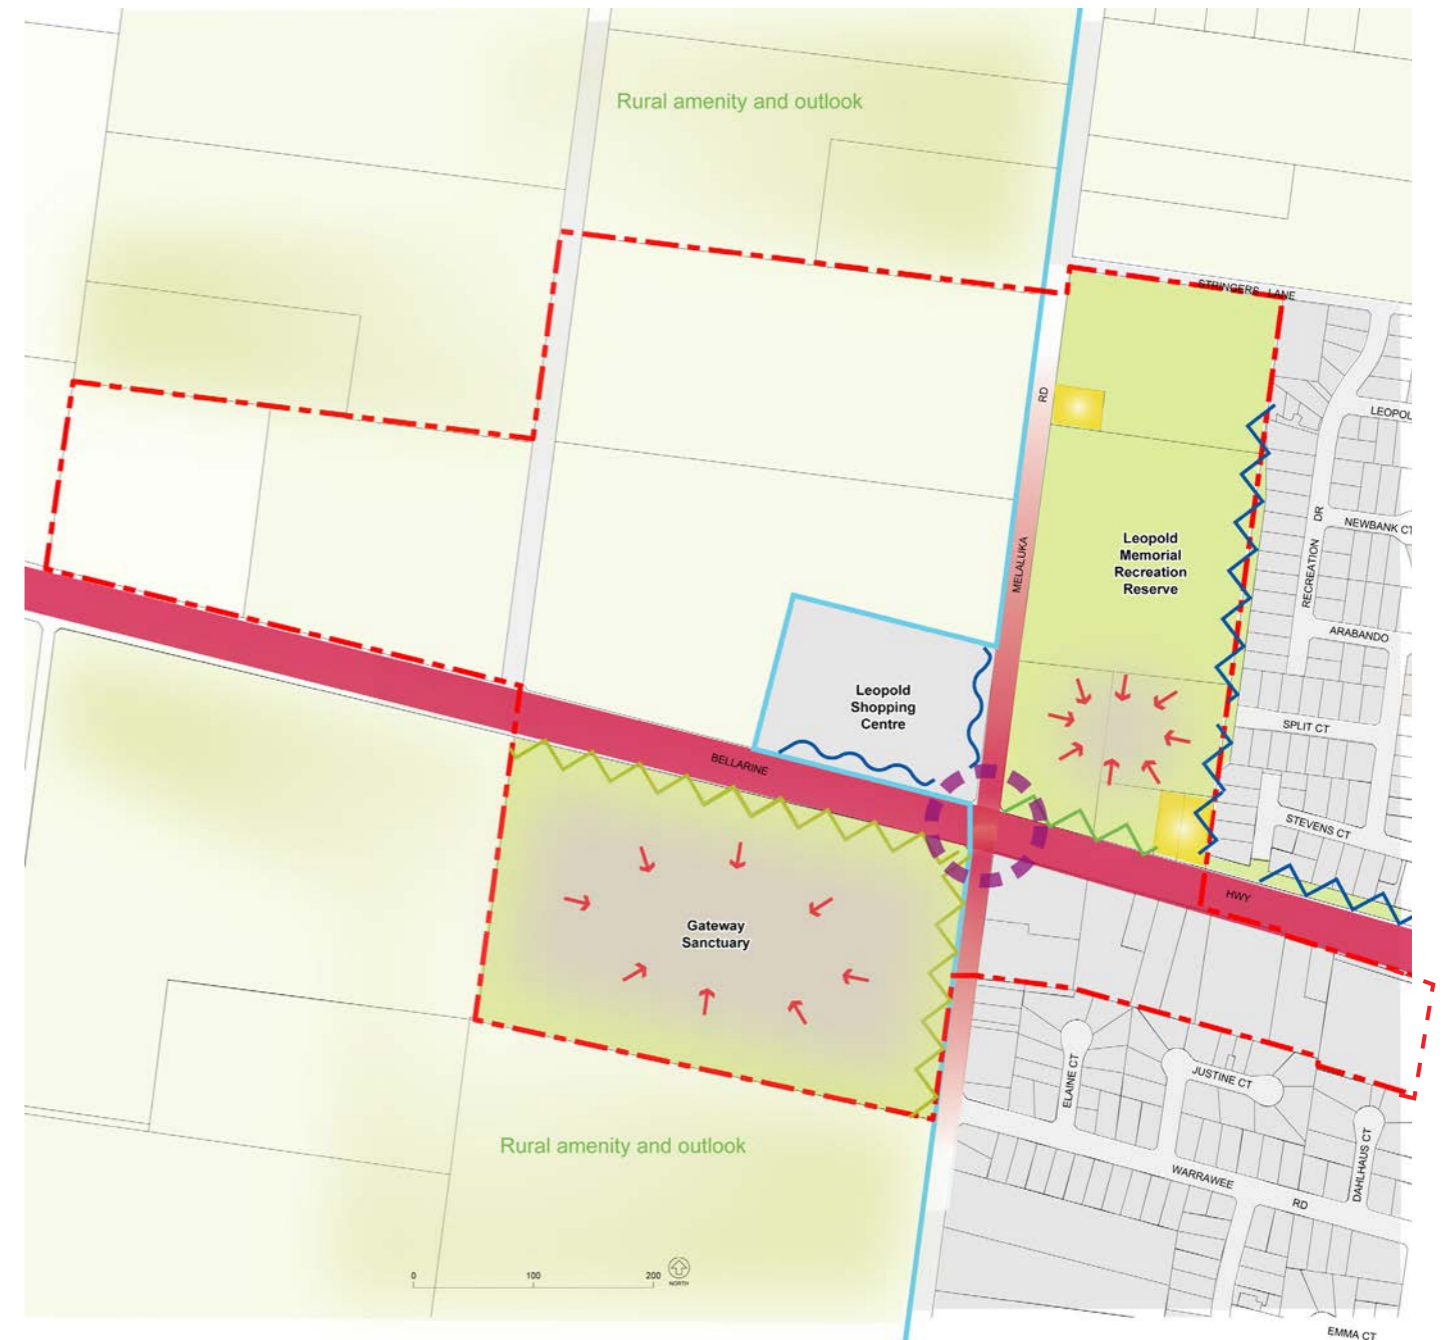 Rural amenity and outlook
STRINGERS LANE
RD
LEOPOL
MELALUKA
Leopold
Memorial
Recreation
Reserve
RECREATION DR
NEWBANK CT
ARABANDO
Leopold
Shopping
Centre
SPLIT CT
BELLARINE
STEVENS CT
HWY
Gateway
Sanctuary
ELAINE CT
JUSTINE CT
DAHLHAUS CT
Rural amenity and outlook
WARRAWEE RD
0 100 200
NORTH
EMMA CT